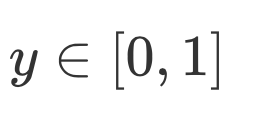 y ∈ [0, 1]